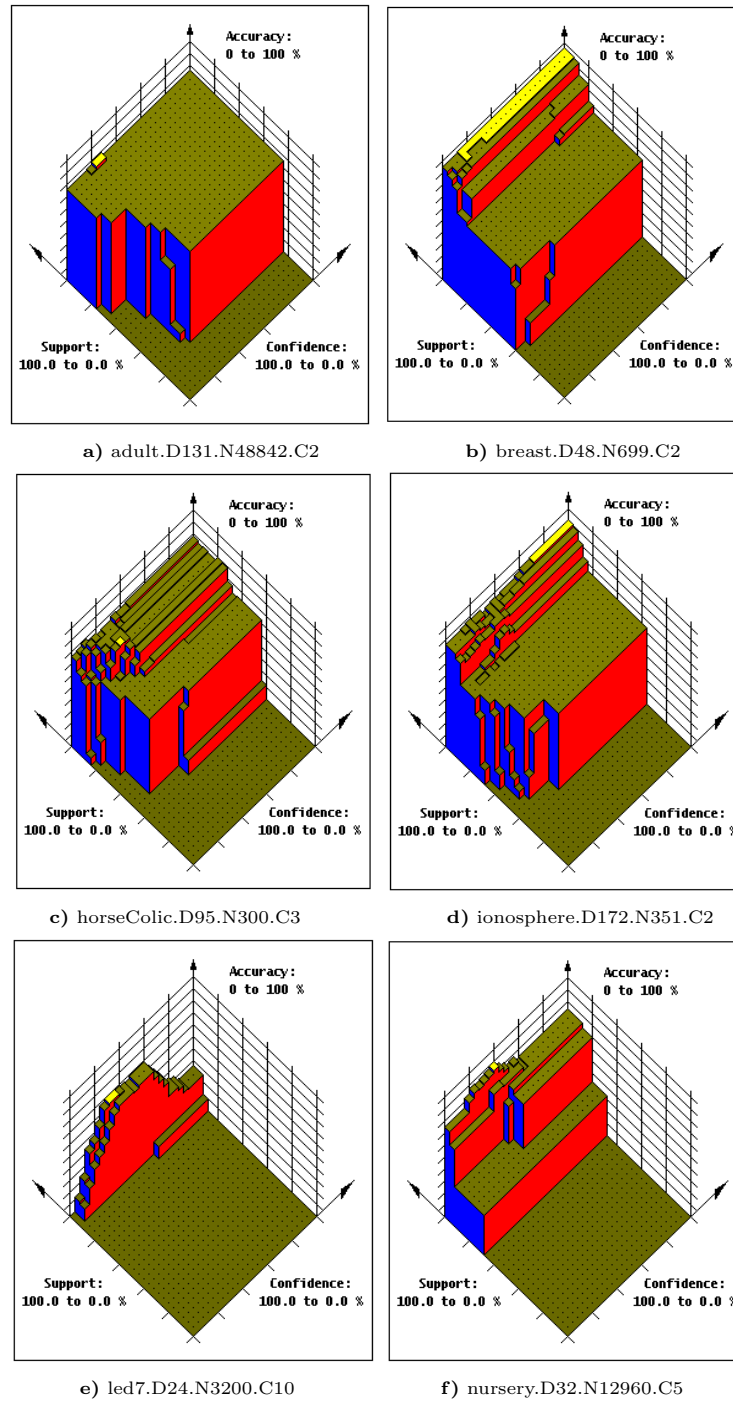 Accuracy:
0 to 100 %
Support:
100.0 to 0.0 %
Confidence:
100.0 to 0.0 %
a) adult.D131.N48842.C2
Accuracy:
0 to 100 %
Support:
100.0 to 0.0 %
Confidence:
100.0 to 0.0 %
b) breast.D48.N699.C2
Accuracy:
0 to 100 %
Support:
100.0 to 0.0 %
Confidence:
100.0 to 0.0 %
c) horseColic.D95.N300.C3
Accuracy:
0 to 100 %
Support:
100.0 to 0.0 %
Confidence:
100.0 to 0.0 %
d) ionosphere.D172.N351.C2
Accuracy:
0 to 100 %
Support:
100.0 to 0.0 %
Confidence:
100.0 to 0.0 %
e) led7.D24.N3200.C10
Accuracy:
0 to 100 %
Support:
100.0 to 0.0 %
Confidence:
100.0 to 0.0 %
f) nursery.D32.N12960.C5